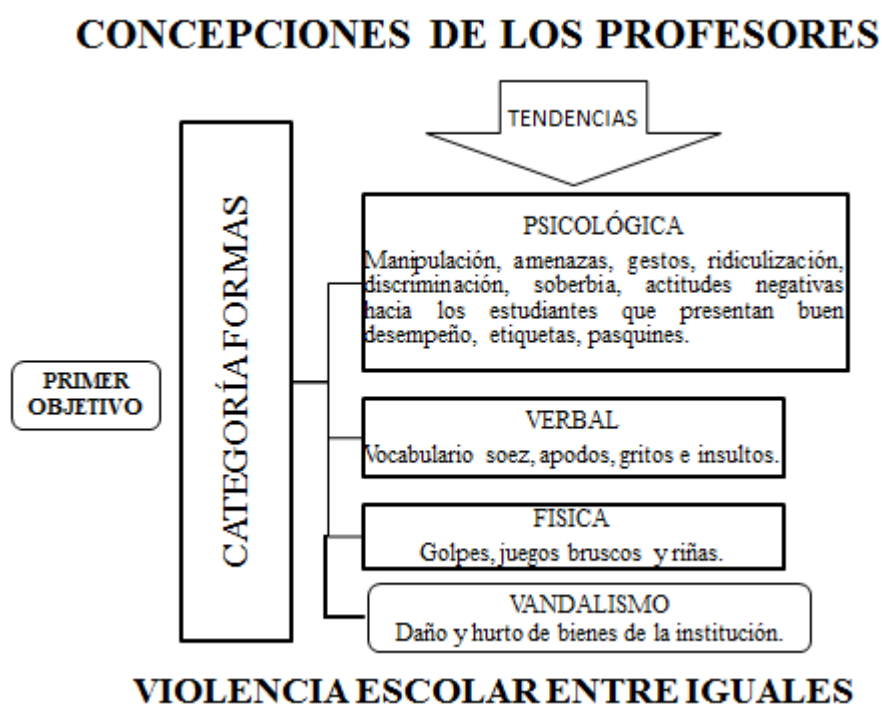 CONCEPCIONES DE LOS PROFESORES
TENDENCIAS
PRIMER
OBJETIVO
CATEGORÍA FORMAS
PSICOLÓGICA
Manipulación, amenazas, gestos, ridiculización,
discriminación, soberbia, actitudes negativas
hacia los estudiantes que presentan buen
desempeño, etiquetas, pasquines.
VERBAL
Vocabulario soez, apodos, gritos e insultos.
FISICA
Golpes, juegos bruscos y riñas.
VANDALISMO
Daño y hurto de bienes de la institución.
VIOLENCIA ESCOLAR ENTRE IGUALES